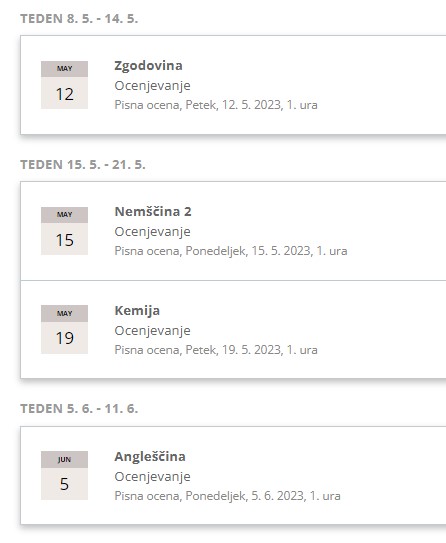 TEDEN 8. 5. - 14. 5.
MAY
12
Zgodovina
Ocenjevanje
Pisna ocena, Petek, 12. 5. 2023, 1. ura
TEDEN 15. 5. - 21. 5.
MAY
15
Nemščina 2
Ocenjevanje
Pisna ocena, Ponedeljek, 15. 5. 2023, 1. ura
MAY
19
Kemija
Ocenjevanje
Pisna ocena, Petek, 19. 5. 2023, 1. ura
TEDEN 5. 6. - 11. 6.
JUN
5
Angleščina
Ocenjevanje
Pisna ocena, Ponedeljek, 5. 6. 2023, 1. ura